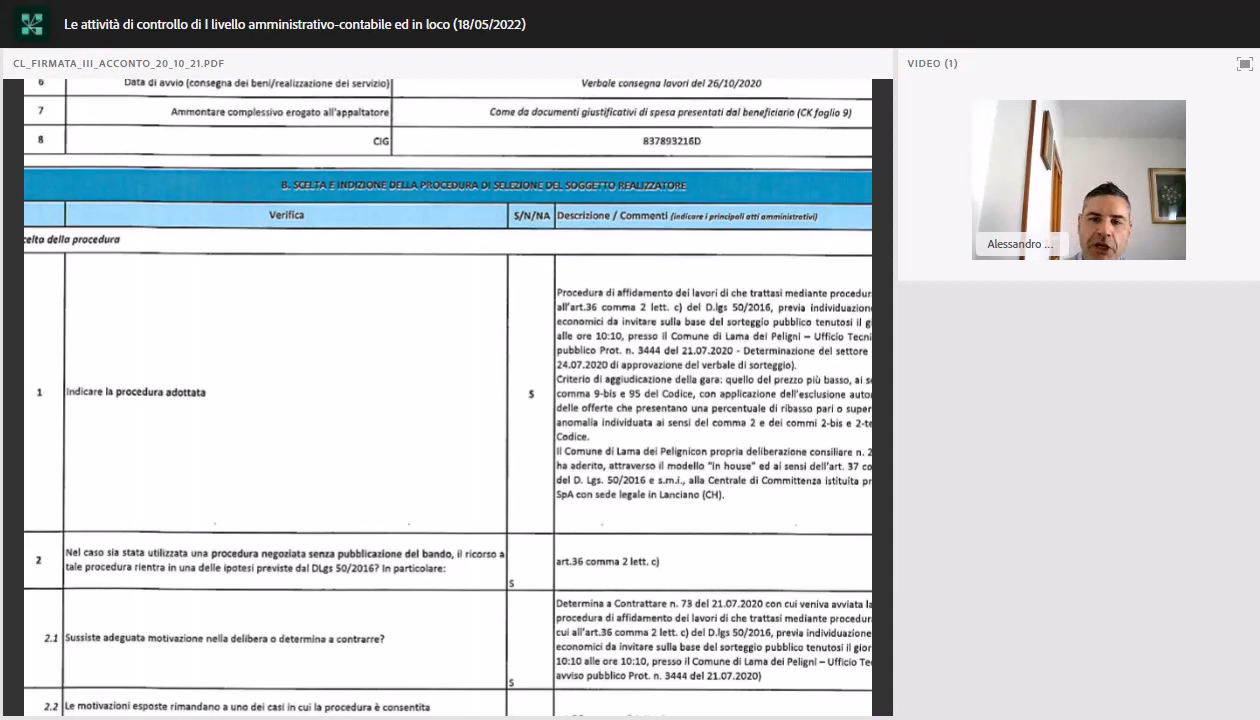 Le attività di controllo di I livello amministrativo-contabile ed in loco (18/05/2022)
CL_FIRMATA_III_ACCONTO_20_10_21.PDF
VIDEO (1)
Alessandro ...
6 Data di avvio (consegna dei beni/realizzazione dei servizio) Verbale consegna lavori del 26/10/2020
7 Ammontare complessivo erogato all'appaltatore Come da documenti giustificativi di spesa presentati dal beneficiario (CK foglio 9)
8 CIG 837893216D
B. SCELTA E INDIZIONE DELLA PROCEDURA DI SELEZIONE DEL SOGGETTO REALIZZATORE
Verifica S/N/NA Descrizione / Commenti (indicare i principali atti amministrativi)
celta della procedura
1 Indicare la procedura adottata S
Procedura di affidamento dei lavori di che trattasi mediante procedur
all'art.36 comma 2 lett. c) del D.lgs 50/2016, previa individuazion
economici da invitare sulla base del sorteggio pubblico tenutosi il g
alle ore 10:10, presso il Comune di Lama dei Peligni – Ufficio Tecni
pubblico Prot. n. 3444 del 21.07.2020 - Determinazione del settore
24.07.2020 di approvazione del verbale di sorteggio).
Criterio di aggiudicazione della gara: quello del prezzo più basso, ai s
comma 9-bis e 95 del Codice, con applicazione dell'esclusione auto
delle offerte che presentano una percentuale di ribasso pari o super
anomalia individuata ai sensi del comma 2 e dei commi 2-bis e 2-te
Codice.
Il Comune di Lama dei Pelignicon propria deliberazione consiliare n. 2
ha aderito, attraverso il modello "in house" ed ai sensi dell'art. 37 co
del D. Lgs. 50/2016 e s.m.i., alla Centrale di Committenza istituita pr
SpA con sede legale in Lanciano (CH).
2 Nel caso sia stata utilizzata una procedura negoziata senza pubblicazione del bando, il ricorso a
tale procedura rientra in una delle ipotesi previste dal DLgs 50/2016? In particolare: S art.36 comma 2 lett. c)
2.1 Sussiste adeguata motivazione nella delibera o determina a contrarre? S
Determina a Contrattare n. 73 del 21.07.2020 con cui veniva avviata la
procedura di affidamento dei lavori di che trattasi mediante procedur
cui all'art.36 comma 2 lett. c) del D.lgs 50/2016, previa individuazione
economici da invitare sulla base del sorteggio pubblico tenutosi il gior
10:10 alle ore 10:10, presso il Comune di Lama dei Peligni – Ufficio Te
avviso pubblico Prot. n. 3444 del 21.07.2020)
2.2 Le motivazioni esposte rimandano a uno dei casi in cui la procedura è consentita